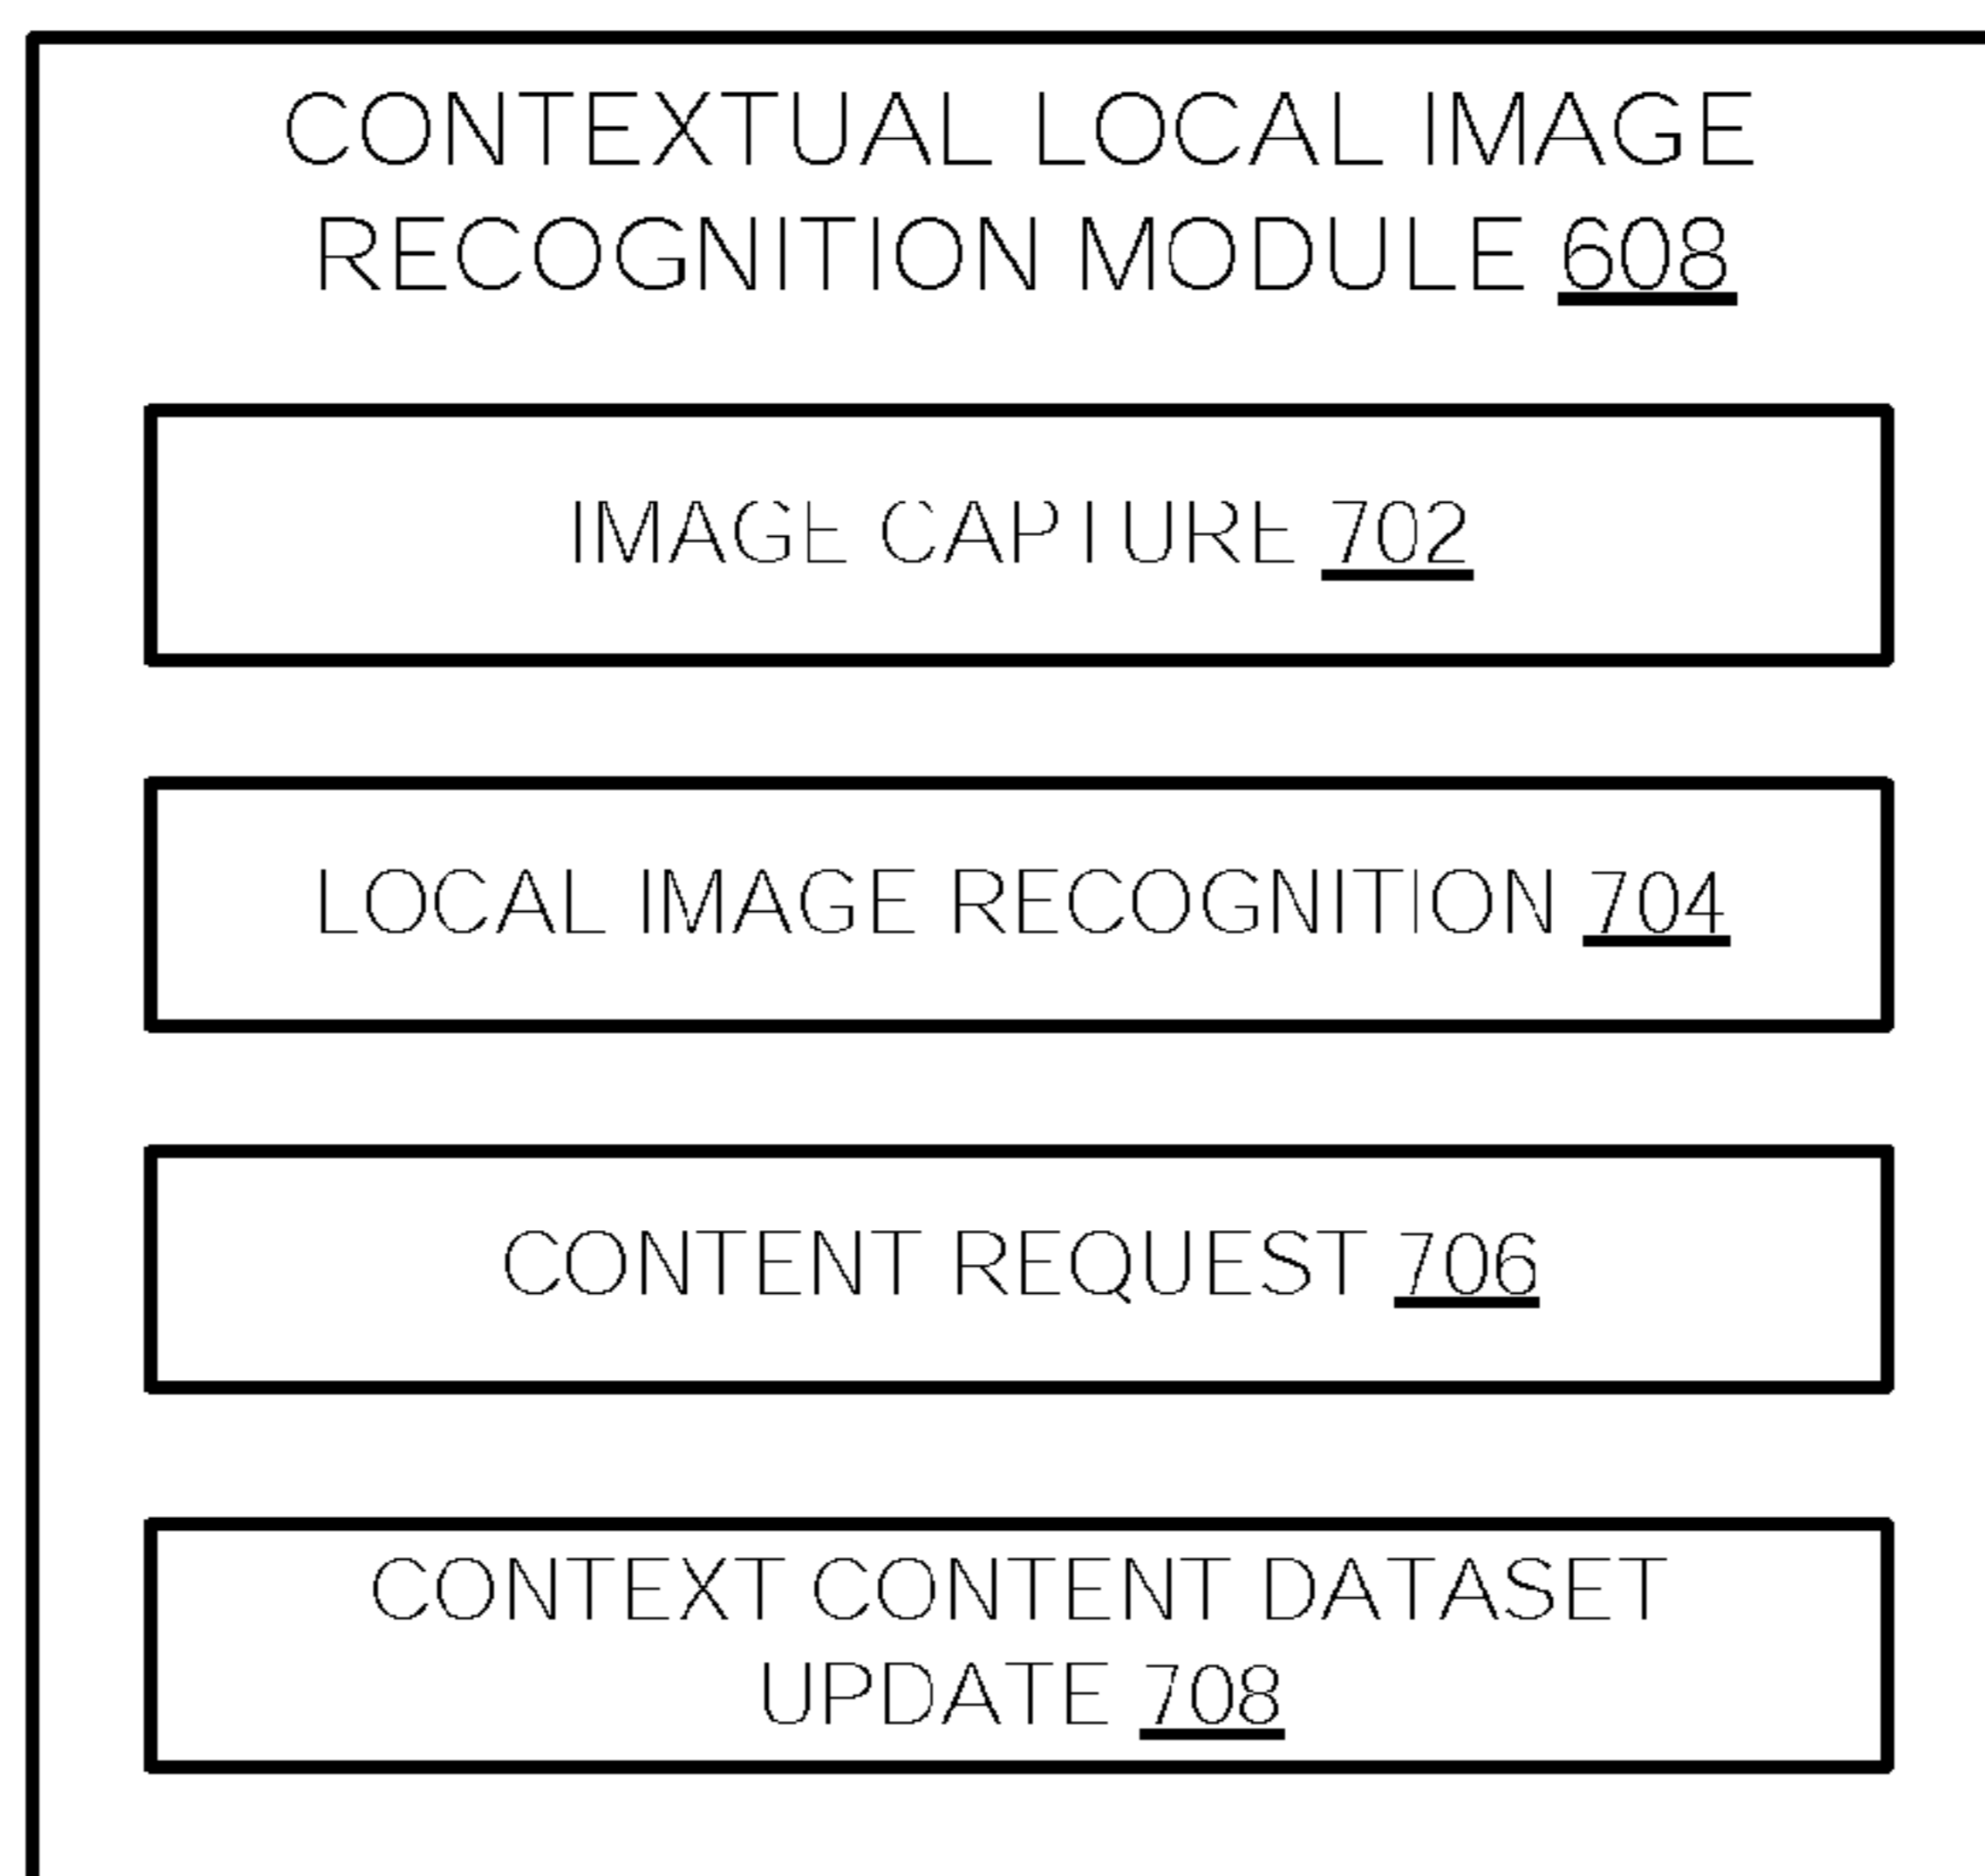 CONTEXTUAL LOCAL IMAGE
RECOGNITION MODULE 608
IMAGE CAPTURE 702
LOCAL IMAGE RECOGNITION 704
CONTENT REQUEST 706
CONTEXT CONTENT DATASET
UPDATE 708